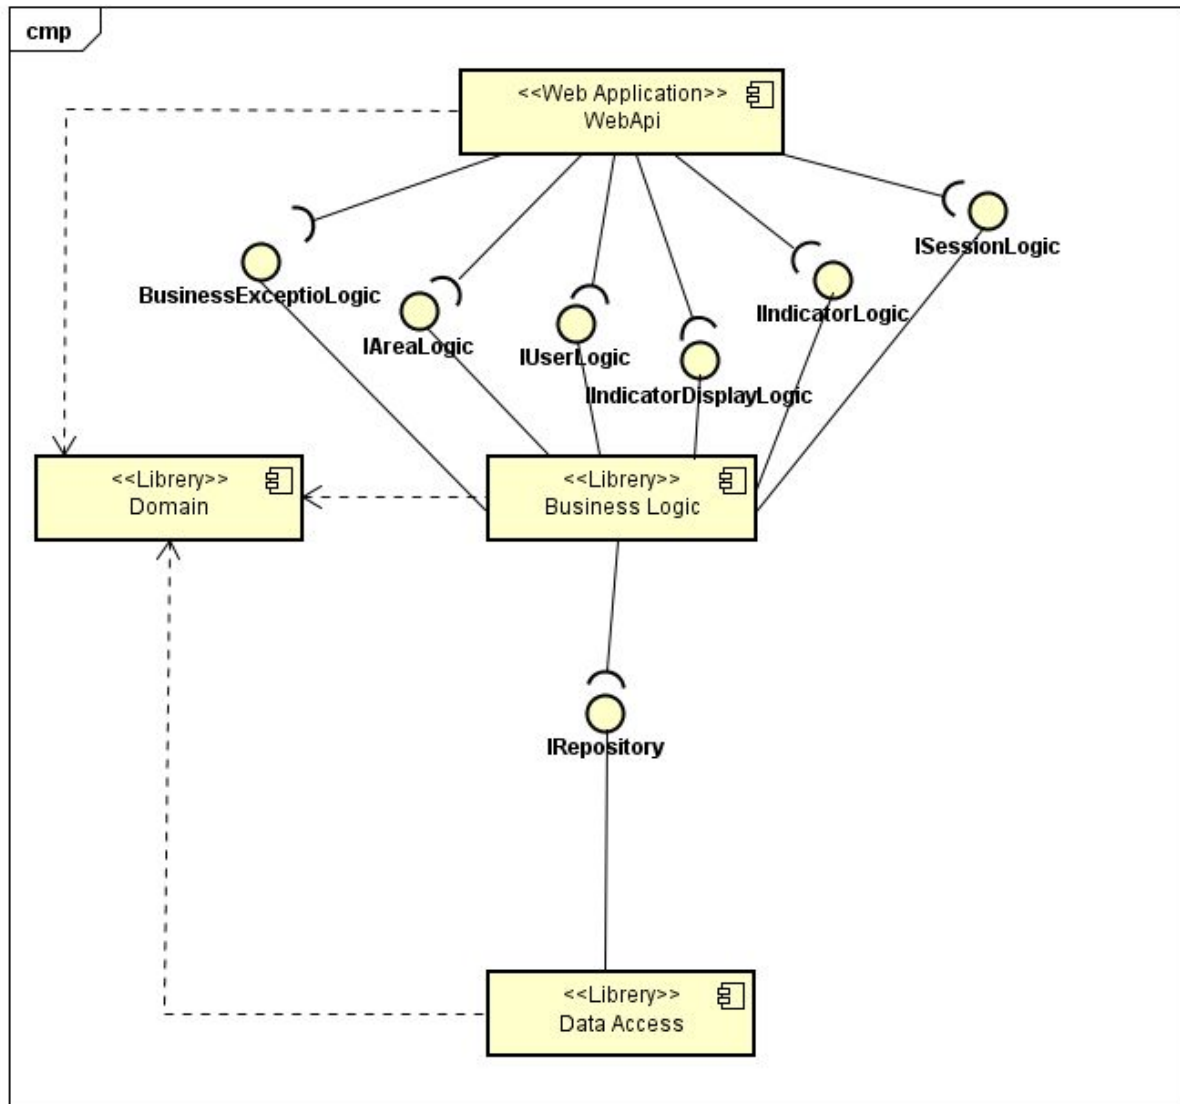 cmp
<<Web Application>>
WebApi
ISessionLogic
BusinessExceptioLogic
IIndicatorLogic
IAreaLogic
IUserLogic
IIndicatorDisplayLogic
<<Librery>>
Domain
<<Librery>>
Business Logic
IRepository
<<Librery>>
Data Access